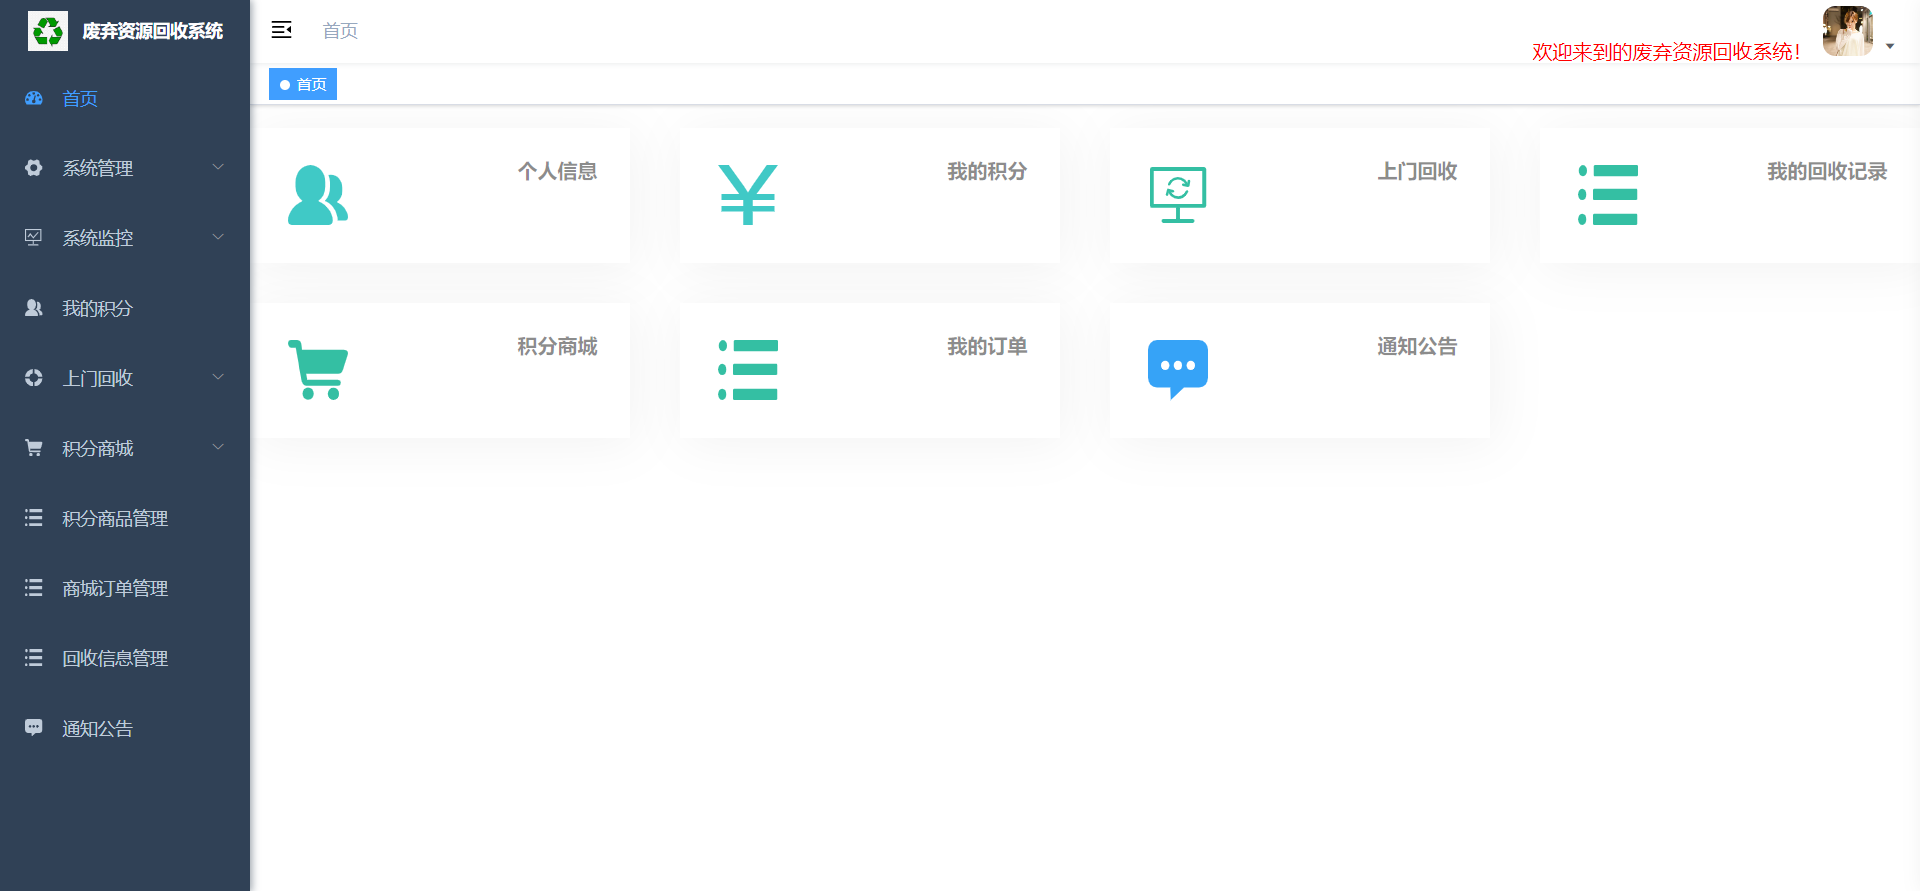 废弃资源回收系统
首页
系统管理
系统监控
我的积分
上门回收
积分商城
积分商品管理
商城订单管理
回收信息管理
通知公告
首页
欢迎来到的废弃资源回收系统！
首页
个人信息
我的积分
上门回收
我的回收记录
积分商城
我的订单
通知公告